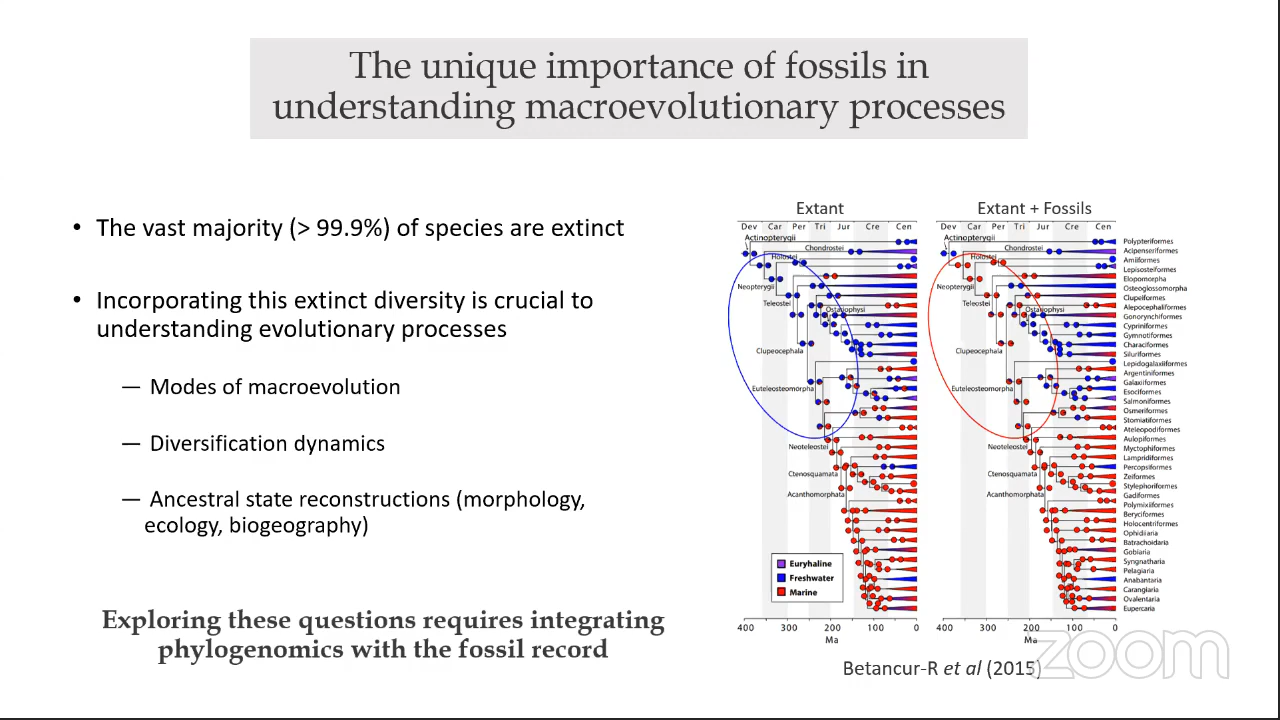 The unique importance of fossils in
understanding macroevolutionary processes
• The vast majority (> 99.9%) of species are extinct
• Incorporating this extinct diversity is crucial to
understanding evolutionary processes
— Modes of macroevolution
— Diversification dynamics
— Ancestral state reconstructions (morphology,
ecology, biogeography)
Exploring these questions requires integrating
phylogenomics with the fossil record
Extant
Dev Car Per Tri Jur Cre Cen
Actinopterygii
Chondrostei
Holostei
Neopterygii
Teleostei
Ostariophysi
Clupeocephala
Euteleosteomorpha
Neoteleostei
Ctenosquamata
Acanthomorphata
Euryhaline
Freshwater
Marine
400 300 200 100 0
Ma
Extant + Fossils
Dev Car Per Tri Jur Cre Cen
Actinopterygii
Chondrostei
Holostei
Neopterygii
Teleostei
Ostariophysi
Clupeocephala
Euteleosteomorpha
Neoteleostei
Ctenosquamata
Acanthomorphata
400 300 200 100 0
Ma
Polypteriformes
Acipenseriformes
Amiiformes
Lepisosteiformes
Elopomorpha
Osteoglossomorpha
Clupeiformes
Alepocephaliformes
Gonorynchiformes
Cypriniformes
Gymnotiformes
Characiformes
Siluriformes
Lepidogalaxiiformes
Argentiniformes
Galaxiiformes
Esociformes
Salmoniformes
Osmeriformes
Stomiatiformes
Ateleopodiformes
Aulopiformes
Myctophiformes
Lampridiformes
Percopsiformes
Zeiformes
Stylephoriformes
Gadiformes
Polymixiiformes
Beryciformes
Holocentriformes
Ophidiaria
Batrachoidaria
Gobiaria
Syngnatharia
Pelagiaria
Anabantaria
Carangiaria
Ovalentaria
Eupercaria
Betancur-R et al (2015)
zoom